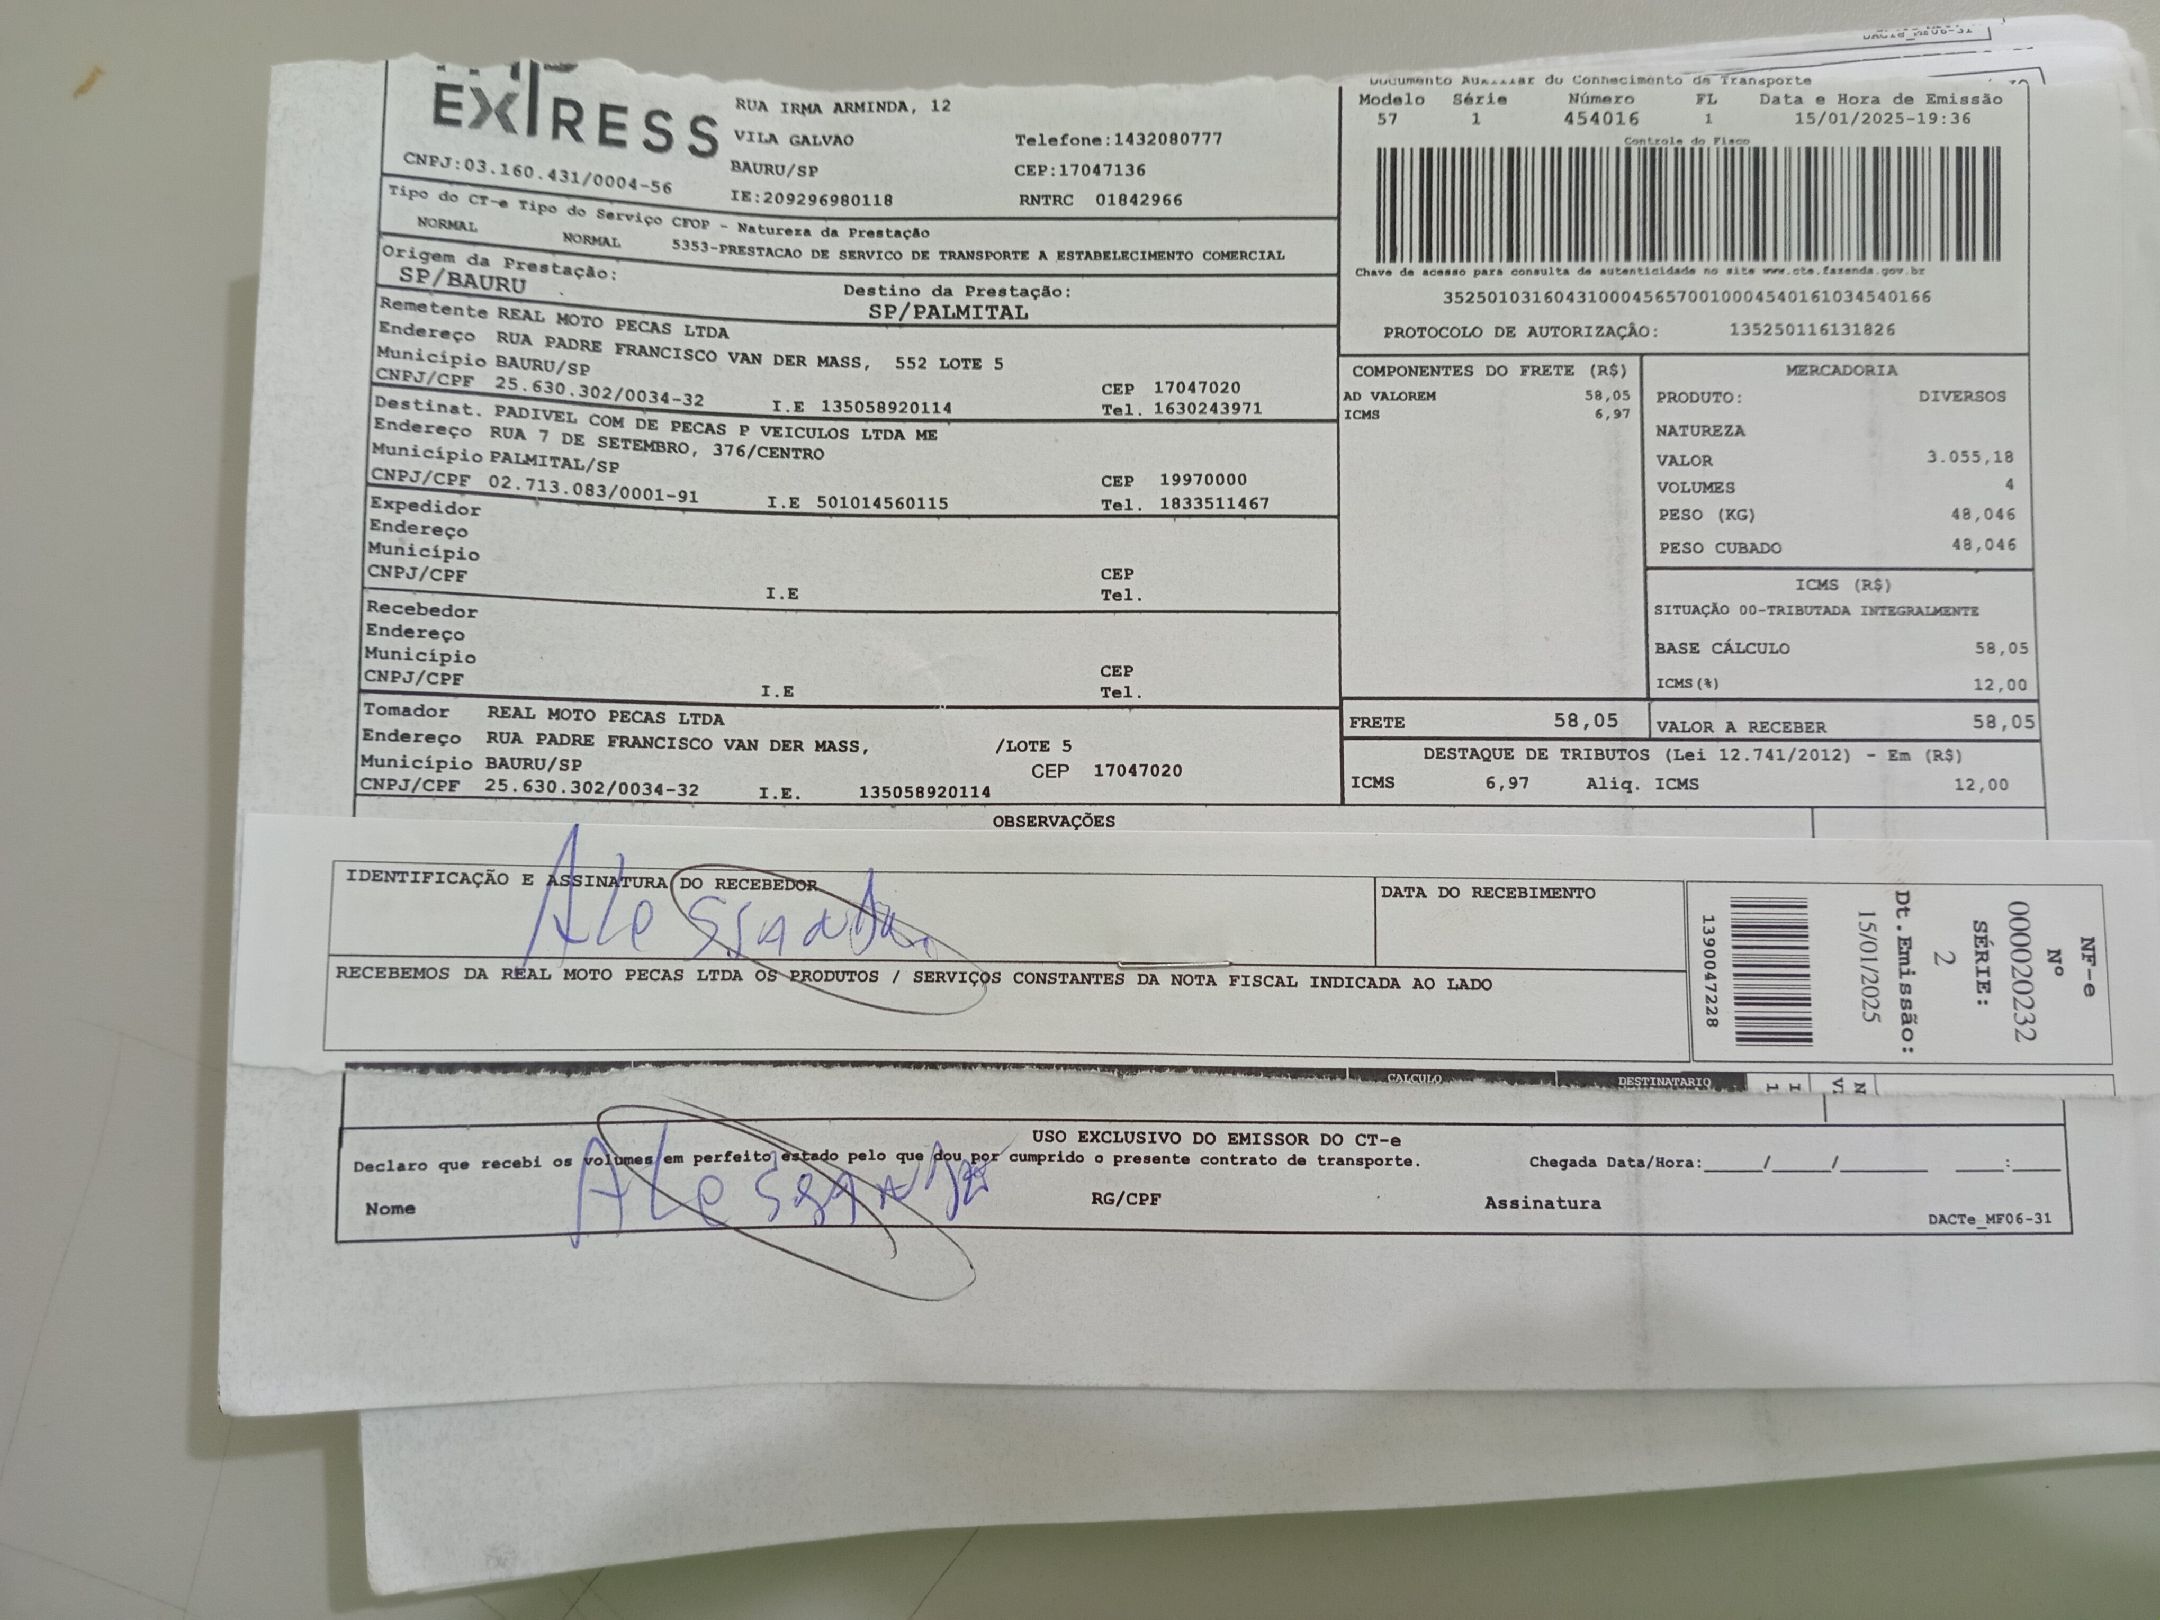 EXPRESS
RUA IRMA ARMINDA, 12
VILA GALVAO Telefone:1432080777
BAURU/SP CEP:17047136
CNPJ:03.160.431/0004-56 IE:209296980118 RNTRC 01842966
Documento Auxiliar do Conhecimento de Transporte
Modelo Série Número FL Data e Hora de Emissão
57 1 454016 1 15/01/2025-19:36
Controle do Fisco
Chave de acesso para consulta de autenticidade no site www.cte.fazenda.gov.br
35250103160431000456570010004540161034540166
PROTOCOLO DE AUTORIZAÇÃO: 135250116131826
Tipo do CT-e Tipo do Serviço CFOP - Natureza da Prestação
NORMAL NORMAL 5353-PRESTACAO DE SERVICO DE TRANSPORTE A ESTABELECIMENTO COMERCIAL
Origem da Prestação: Destino da Prestação:
SP/BAURU SP/PALMITAL
Remetente REAL MOTO PECAS LTDA
Endereço RUA PADRE FRANCISCO VAN DER MASS, 552 LOTE 5
Município BAURU/SP CEP 17047020
CNPJ/CPF 25.630.302/0034-32 I.E 135058920114 Tel. 1630243971
Destinat. PADIVEL COM DE PECAS P VEICULOS LTDA ME
Endereço RUA 7 DE SETEMBRO, 376/CENTRO
Município PALMITAL/SP CEP 19970000
CNPJ/CPF 02.713.083/0001-91 I.E 501014560115 Tel. 1833511467
Expedidor
Endereço
Município CEP
CNPJ/CPF I.E Tel.
Recebedor
Endereço
Município CEP
CNPJ/CPF I.E Tel.
Tomador REAL MOTO PECAS LTDA
Endereço RUA PADRE FRANCISCO VAN DER MASS, /LOTE 5
Município BAURU/SP CEP 17047020
CNPJ/CPF 25.630.302/0034-32 I.E. 135058920114
COMPONENTES DO FRETE (R$)
AD VALOREM 58,05
ICMS 6,97
MERCADORIA
PRODUTO: DIVERSOS
NATUREZA
VALOR 3.055,18
VOLUMES 4
PESO (KG) 48,046
PESO CUBADO 48,046
ICMS (R$)
SITUAÇÃO 00-TRIBUTADA INTEGRALMENTE
BASE CÁLCULO 58,05
ICMS(%) 12,00
FRETE 58,05 VALOR A RECEBER 58,05
DESTAQUE DE TRIBUTOS (Lei 12.741/2012) - Em (R$)
ICMS 6,97 Aliq. ICMS 12,00
OBSERVAÇÕES
IDENTIFICAÇÃO E ASSINATURA DO RECEBEDOR DATA DO RECEBIMENTO
Alessandro
RECEBEMOS DA REAL MOTO PECAS LTDA OS PRODUTOS / SERVIÇOS CONSTANTES DA NOTA FISCAL INDICADA AO LADO
NF-e
Nº
000020232
SÉRIE:
2
Dt.Emissão:
15/01/2025
1390047228
CALCULO DESTINATARIO
USO EXCLUSIVO DO EMISSOR DO CT-e
Declaro que recebi os volumes em perfeito estado pelo que dou por cumprido o presente contrato de transporte. Chegada Data/Hora:_____/_____/________ ____:____
Nome Alessandro RG/CPF Assinatura
DACTe_MF06-31